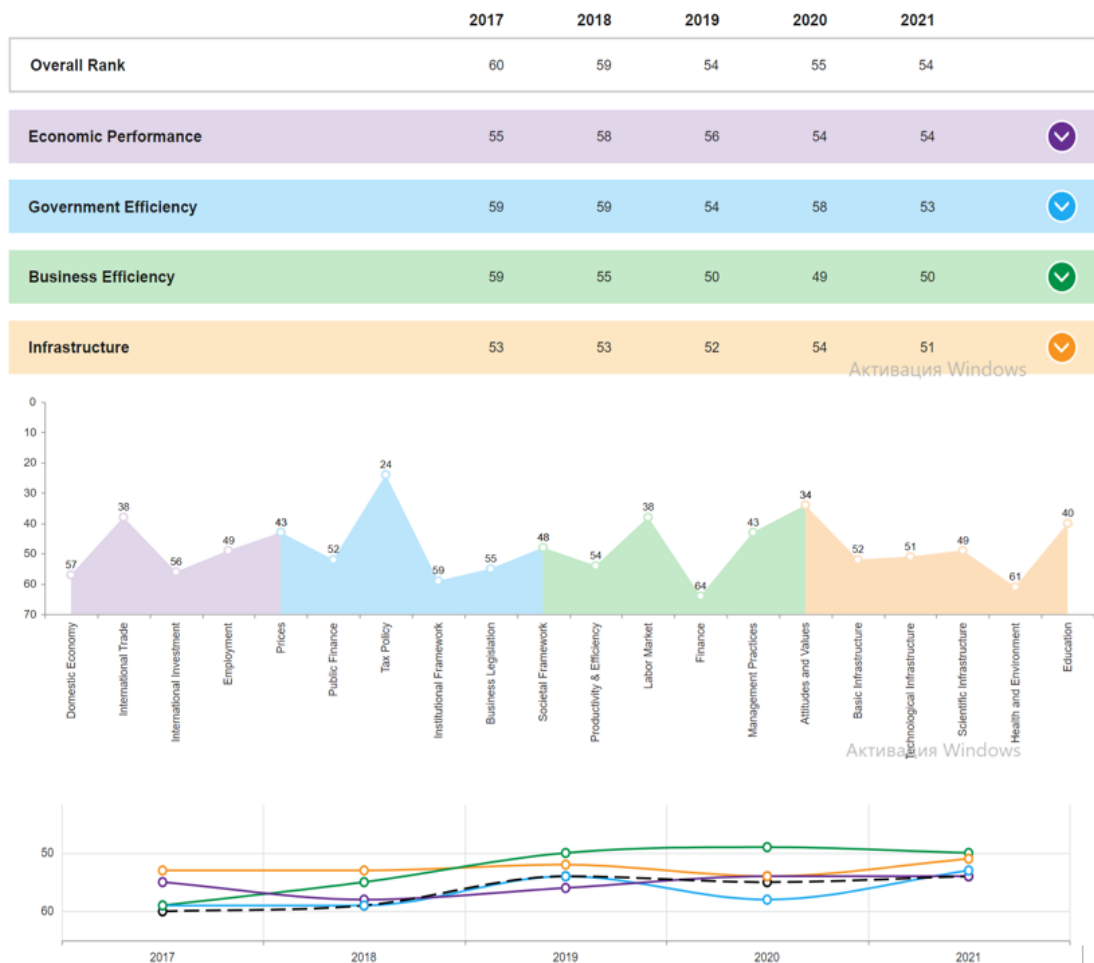 2017 2018 2019 2020 2021
Overall Rank 60 59 54 55 54
Economic Performance 55 58 56 54 54
Government Efficiency 59 59 54 58 53
Business Efficiency 59 55 50 49 50
Infrastructure 53 53 52 54 51
Активация Windows
0
10
20
30
40
50
60
70
57
38
56
49
43
52
24
59
55
48
54
38
64
43
34
52
51
49
61
40
Domestic Economy
International Trade
International Investment
Employment
Prices
Public Finance
Tax Policy
Institutional Framework
Business Legislation
Societal Framework
Productivity & Efficiency
Labor Market
Finance
Management Practices
Attitudes and Values
Basic Infrastructure
Technological Infrastructure
Scientific Infrastructure
Health and Environment
Education
Активация Windows
50
60
2017 2018 2019 2020 2021